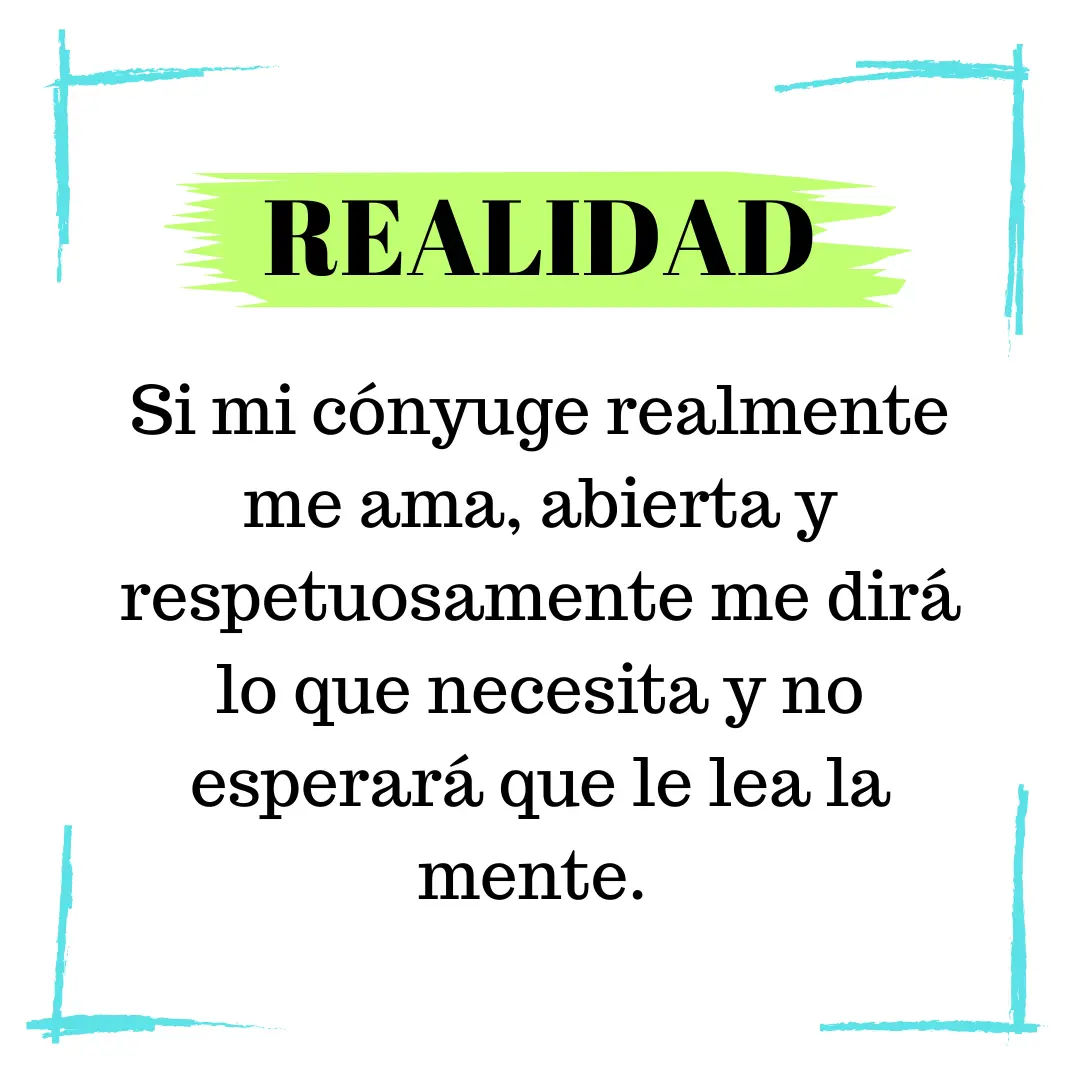 REALIDAD
Si mi cónyuge realmente
me ama, abierta y
respetuosamente me dirá
lo que necesita y no
esperará que le lea la
mente.